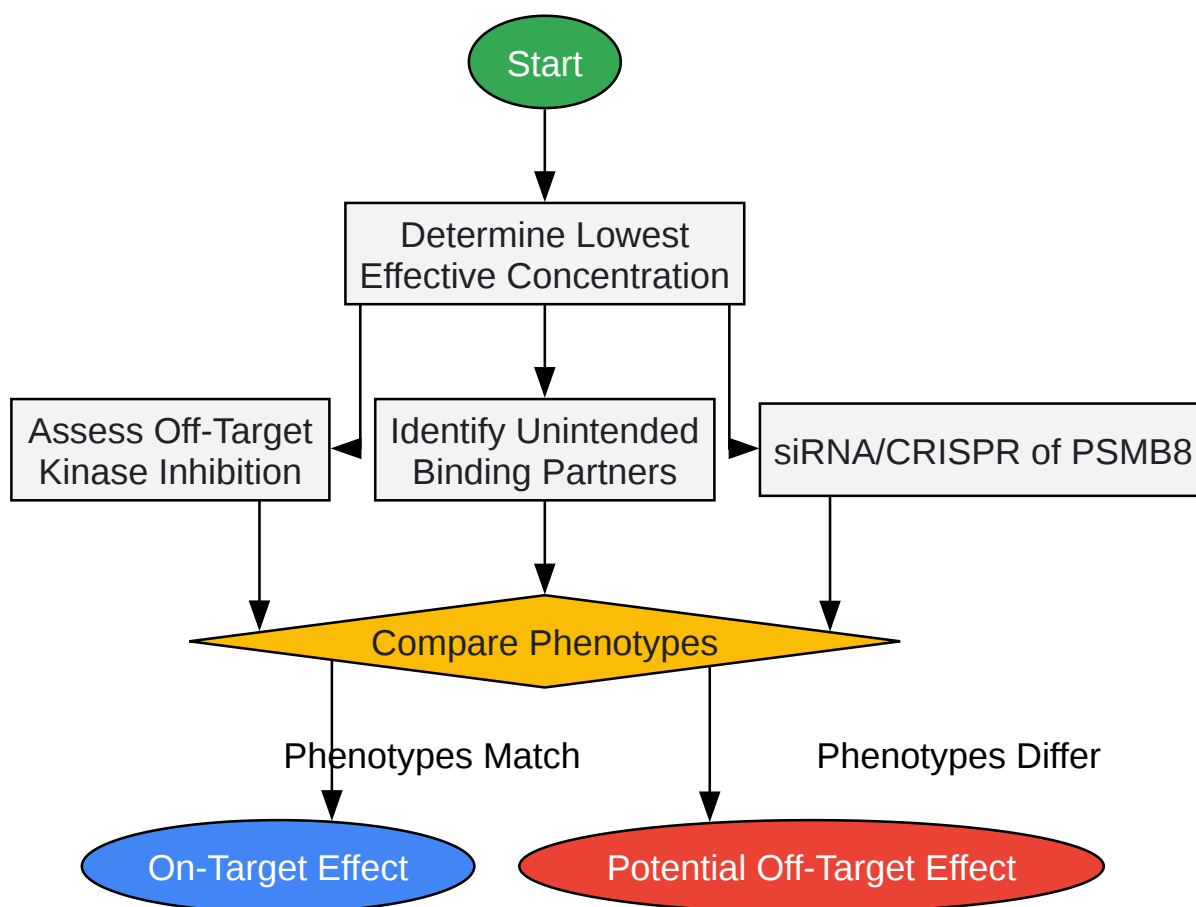 Start
Determine Lowest
Effective Concentration
Assess Off-Target
Kinase Inhibition
Identify Unintended
Binding Partners
siRNA/CRISPR of PSMB8
Compare Phenotypes
Phenotypes Match
Phenotypes Differ
On-Target Effect
Potential Off-Target Effect